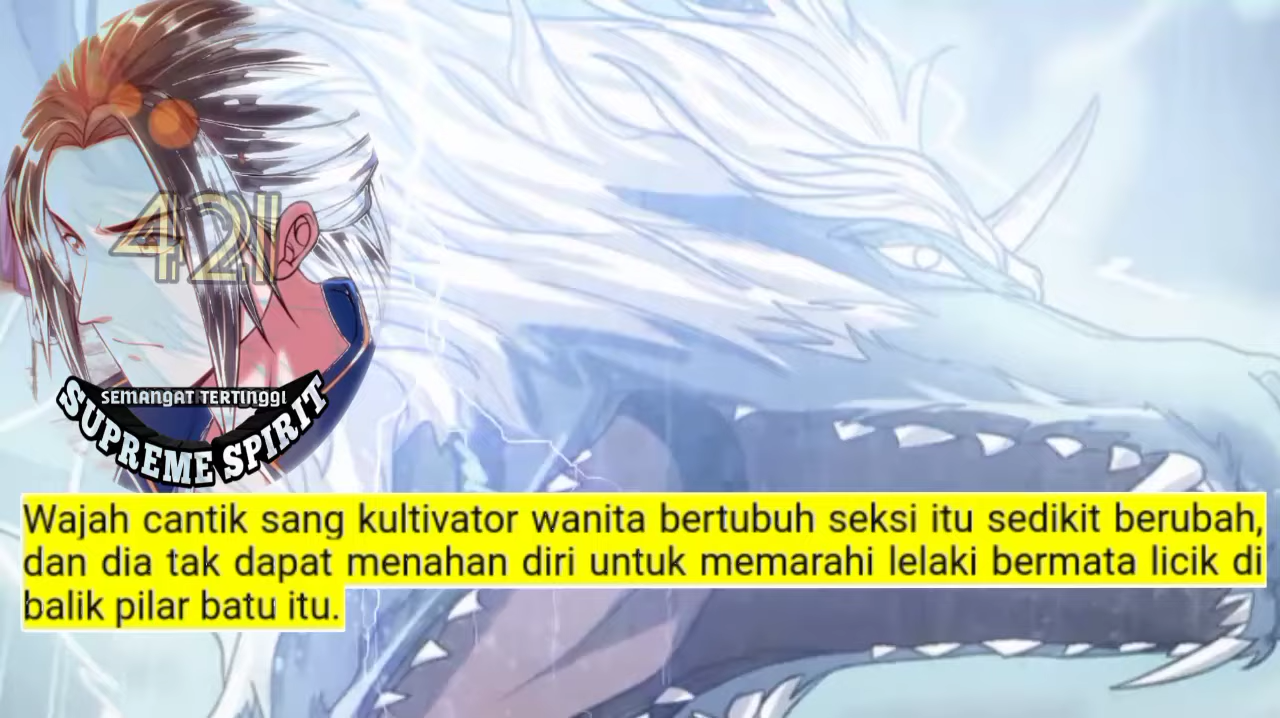 421
SEMANGAT TERTINGGI
SUPREME SPIRIT
Wajah cantik sang kultivator wanita bertubuh seksi itu sedikit berubah,
dan dia tak dapat menahan diri untuk memarahi lelaki bermata licik di
balik pilar batu itu.